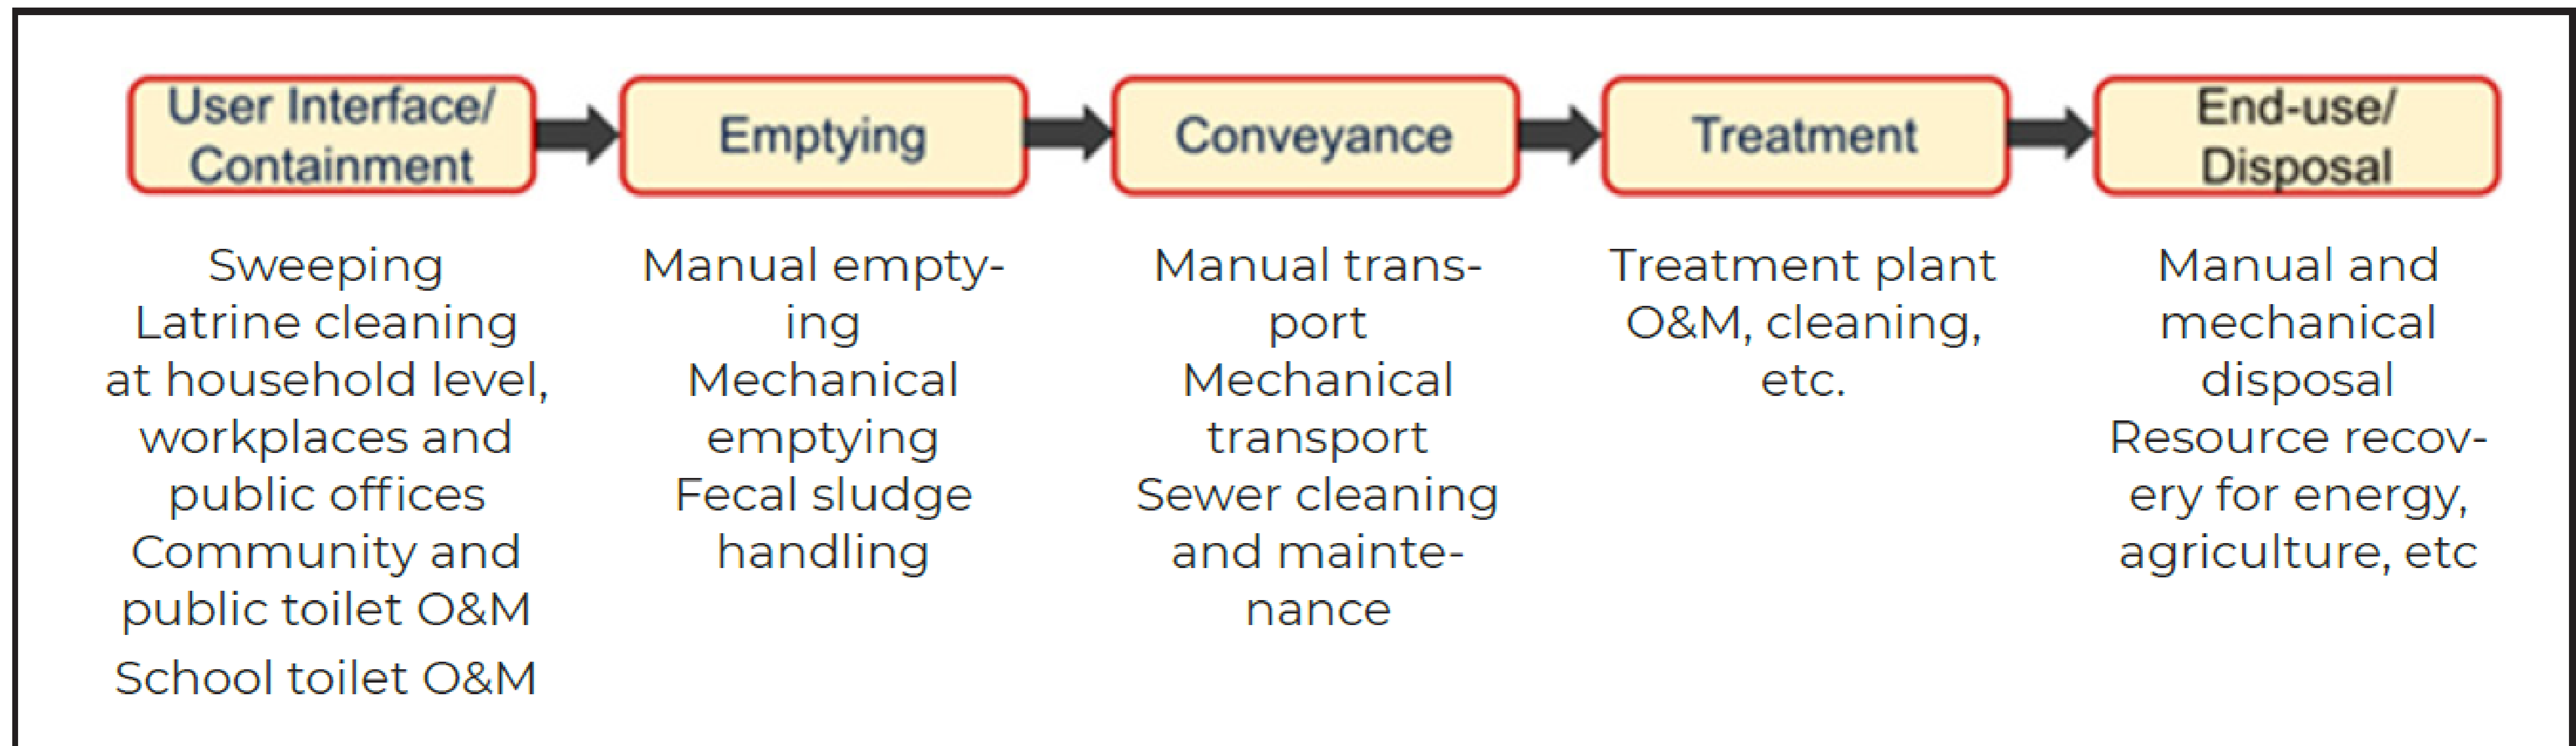 User Interface/
Containment
Emptying
Conveyance
Treatment
End-use/
Disposal
Sweeping
Latrine cleaning
at household level,
workplaces and
public offices
Community and
public toilet O&M
School toilet O&M
Manual empty-
ing
Mechanical
emptying
Fecal sludge
handling
Manual trans-
port
Mechanical
transport
Sewer cleaning
and mainte-
nance
Treatment plant
O&M, cleaning,
etc.
Manual and
mechanical
disposal
Resource recov-
ery for energy,
agriculture, etc